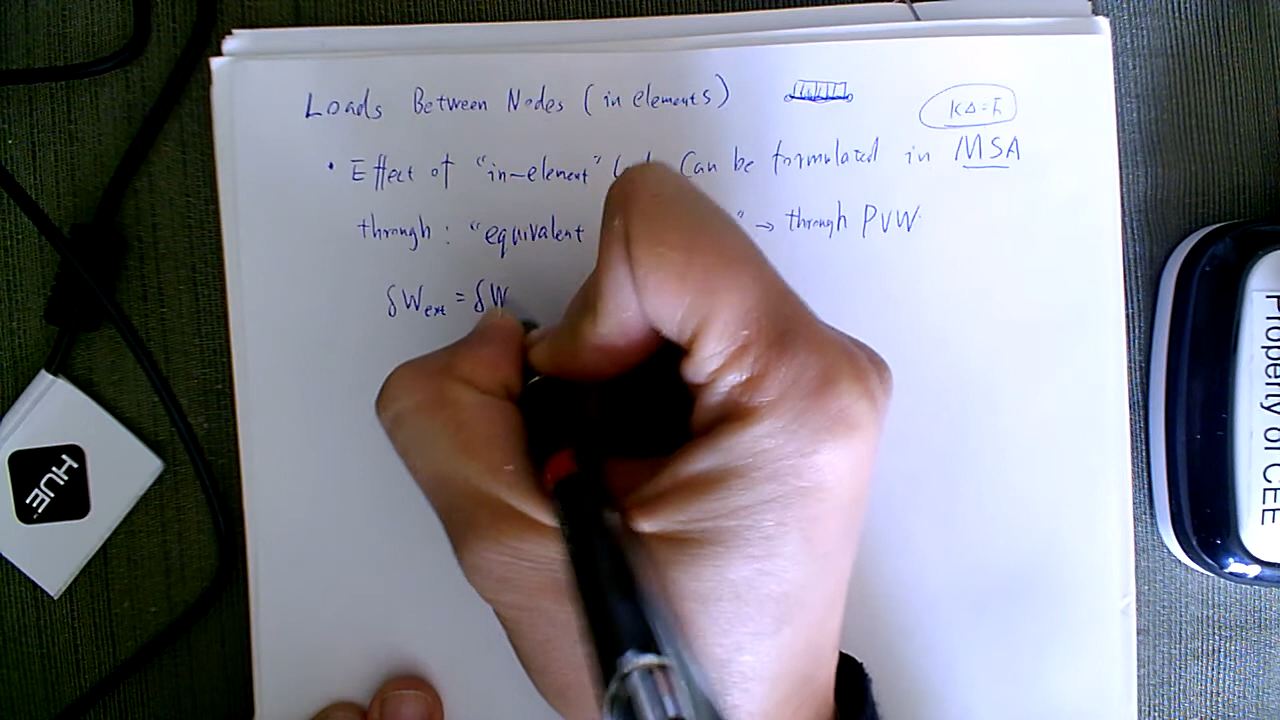 Loads Between Nodes (in elements)
KΔ=F
• Effect of "in-element" Can be formulated in MSA
through: "equivalent " → through PVW
δWext = δW
HUE
Property of CEE